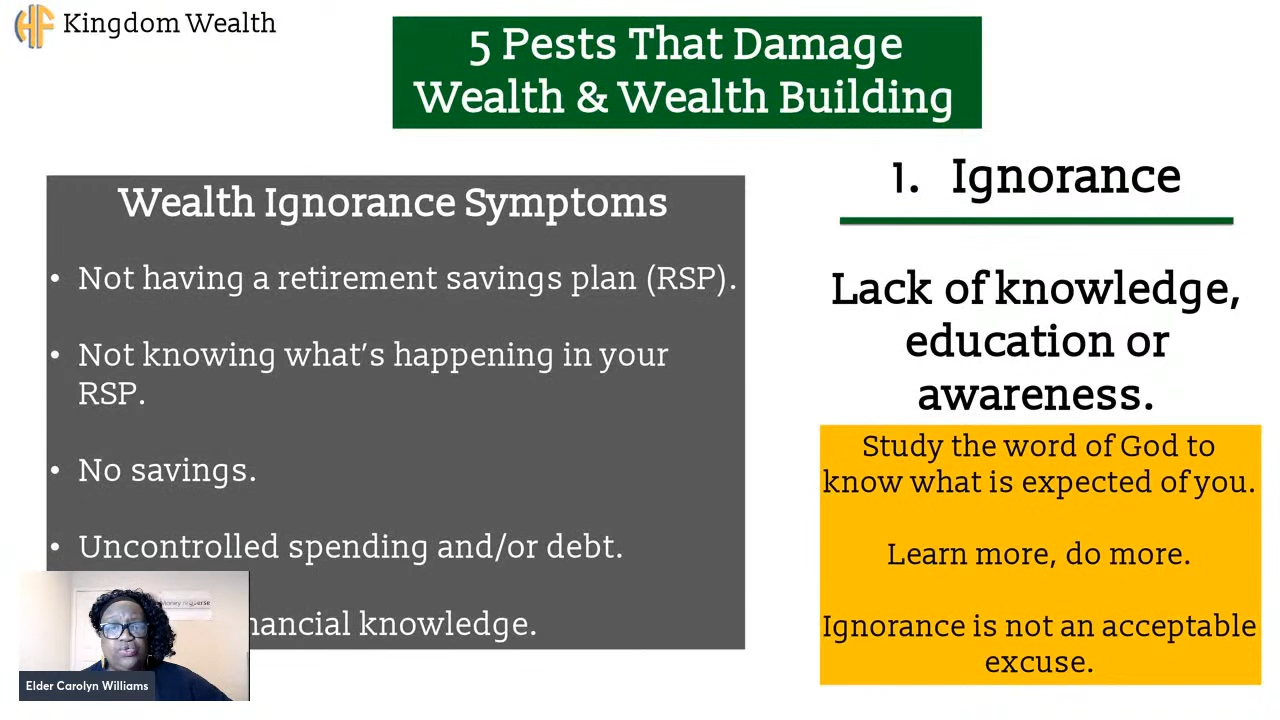 HF Kingdom Wealth
5 Pests That Damage
Wealth & Wealth Building
Wealth Ignorance Symptoms
• Not having a retirement savings plan (RSP).
• Not knowing what’s happening in your
RSP.
• No savings.
• Uncontrolled spending and/or debt.
knowledge.
1. Ignorance
Lack of knowledge,
education or
awareness.
Study the word of God to
know what is expected of you.
Learn more, do more.
Ignorance is not an acceptable
excuse.
Money
Elder Carolyn Williams